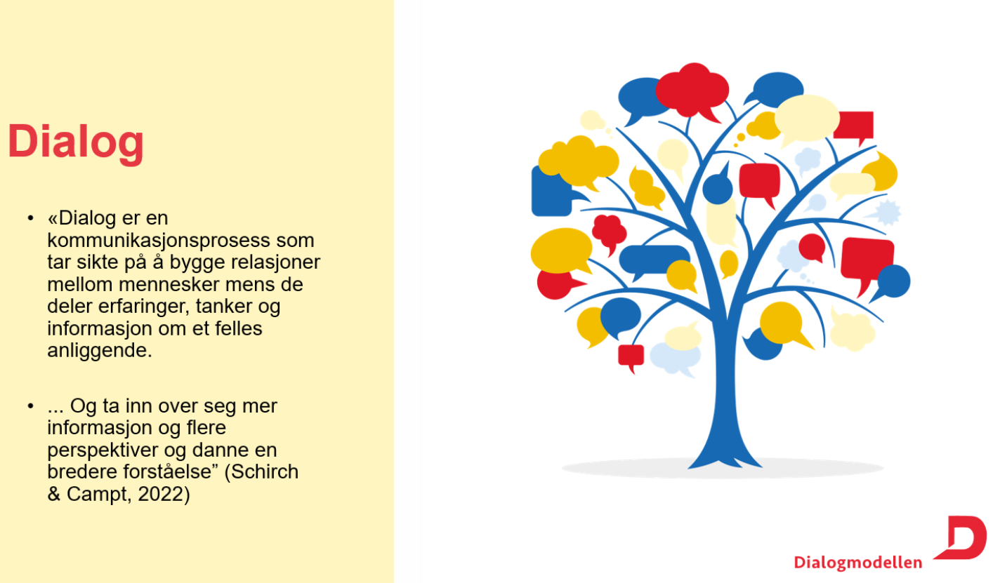 Dialog
• «Dialog er en
kommunikasjonsprosess som
tar sikte på å bygge relasjoner
mellom mennesker mens de
deler erfaringer, tanker og
informasjon om et felles
anliggende.
• ... Og ta inn over seg mer
informasjon og flere
perspektiver og danne en
bredere forståelse” (Schirch
& Campt, 2022)
Dialogmodellen